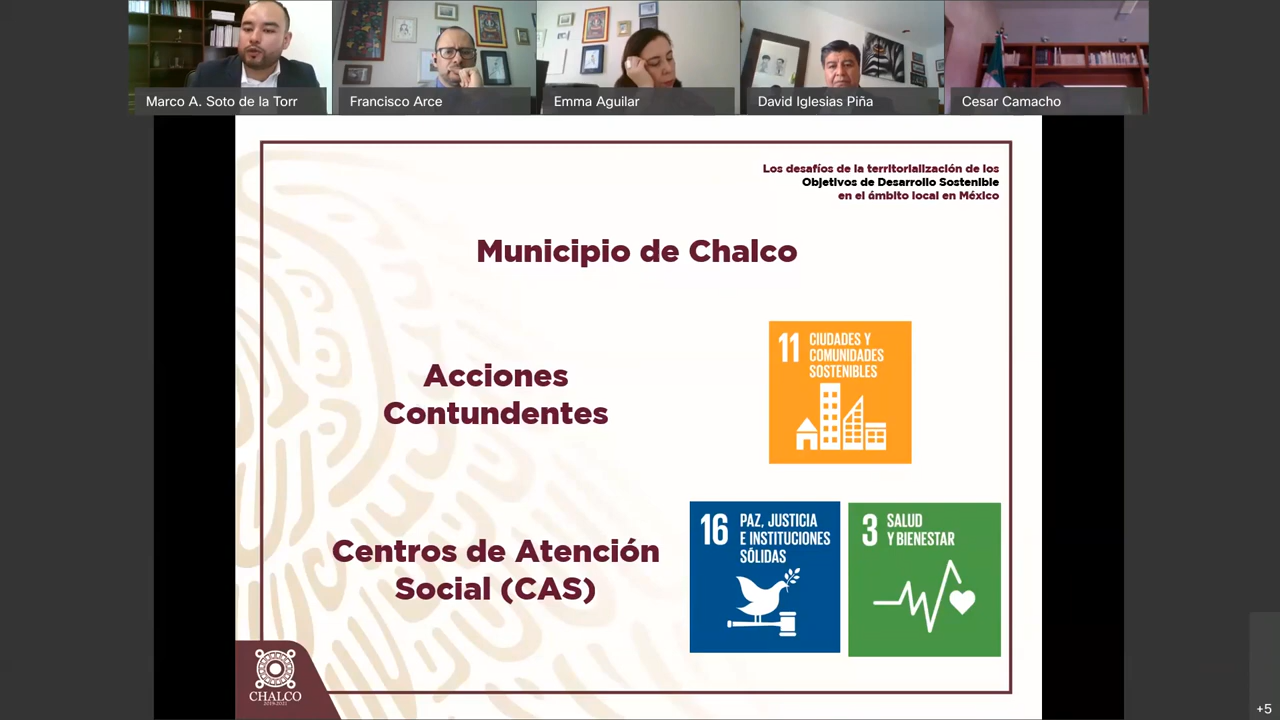 Marco A. Soto de la Torr
Francisco Arce
Emma Aguilar
David Iglesias Piña
Cesar Camacho
Los desafíos de la territorialización de los
Objetivos de Desarrollo Sostenible
en el ámbito local en México
Municipio de Chalco
Acciones
Contundentes
11 CIUDADES Y
COMUNIDADES
SOSTENIBLES
Centros de Atención
Social (CAS)
16 PAZ, JUSTICIA
E INSTITUCIONES
SÓLIDAS
3 SALUD
Y BIENESTAR
CHALCO
2019-2021
+5